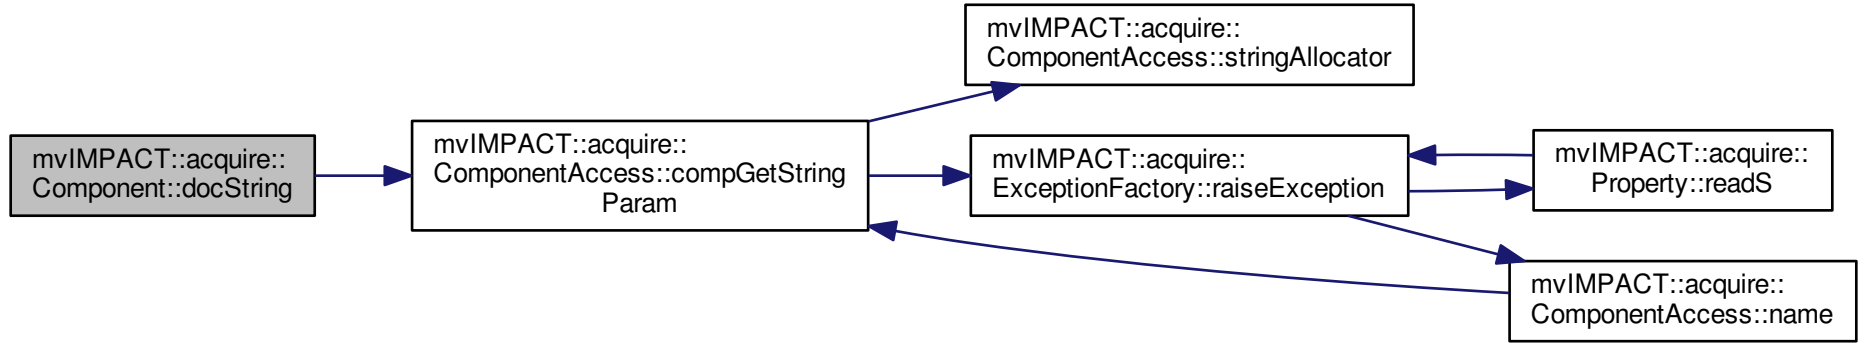 mvIMPACT::acquire::
Component::docString
mvIMPACT::acquire::
ComponentAccess::compGetString
Param
mvIMPACT::acquire::
ComponentAccess::stringAllocator
mvIMPACT::acquire::
ExceptionFactory::raiseException
mvIMPACT::acquire::
Property::readS
mvIMPACT::acquire::
ComponentAccess::name